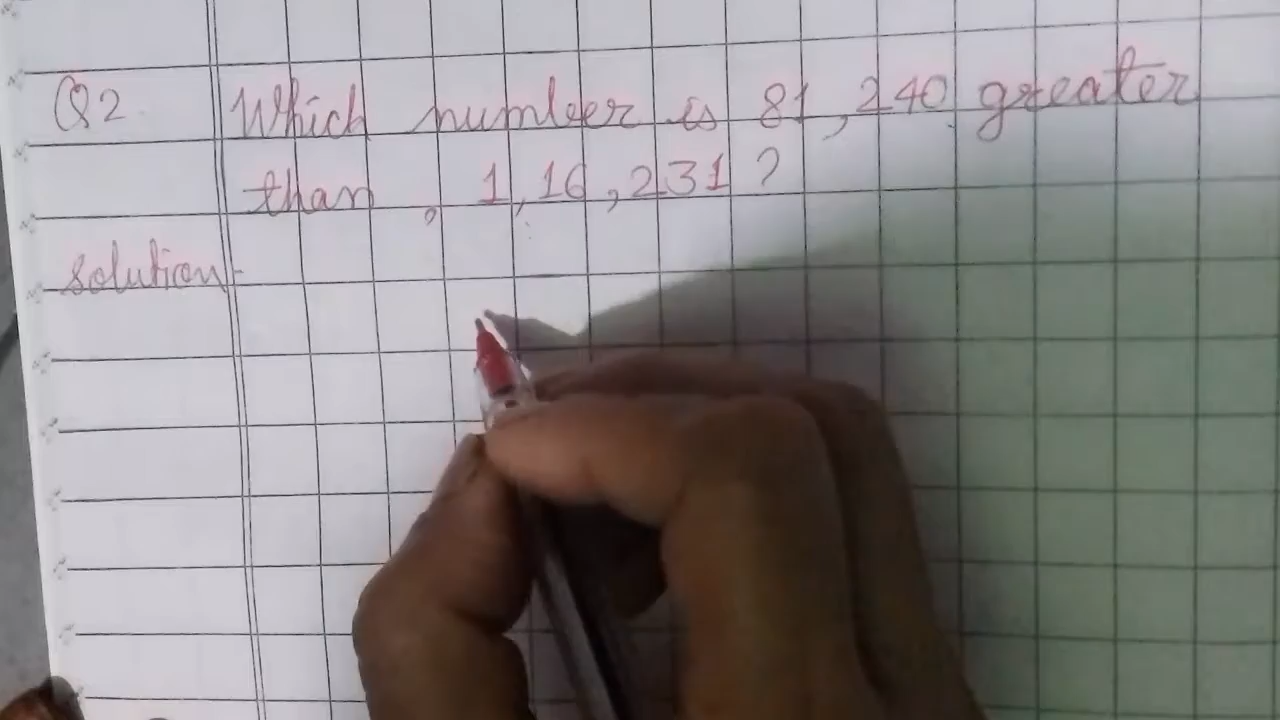 Q2. Which number is 81,240 greater
than, 1,16,231?
solution:-